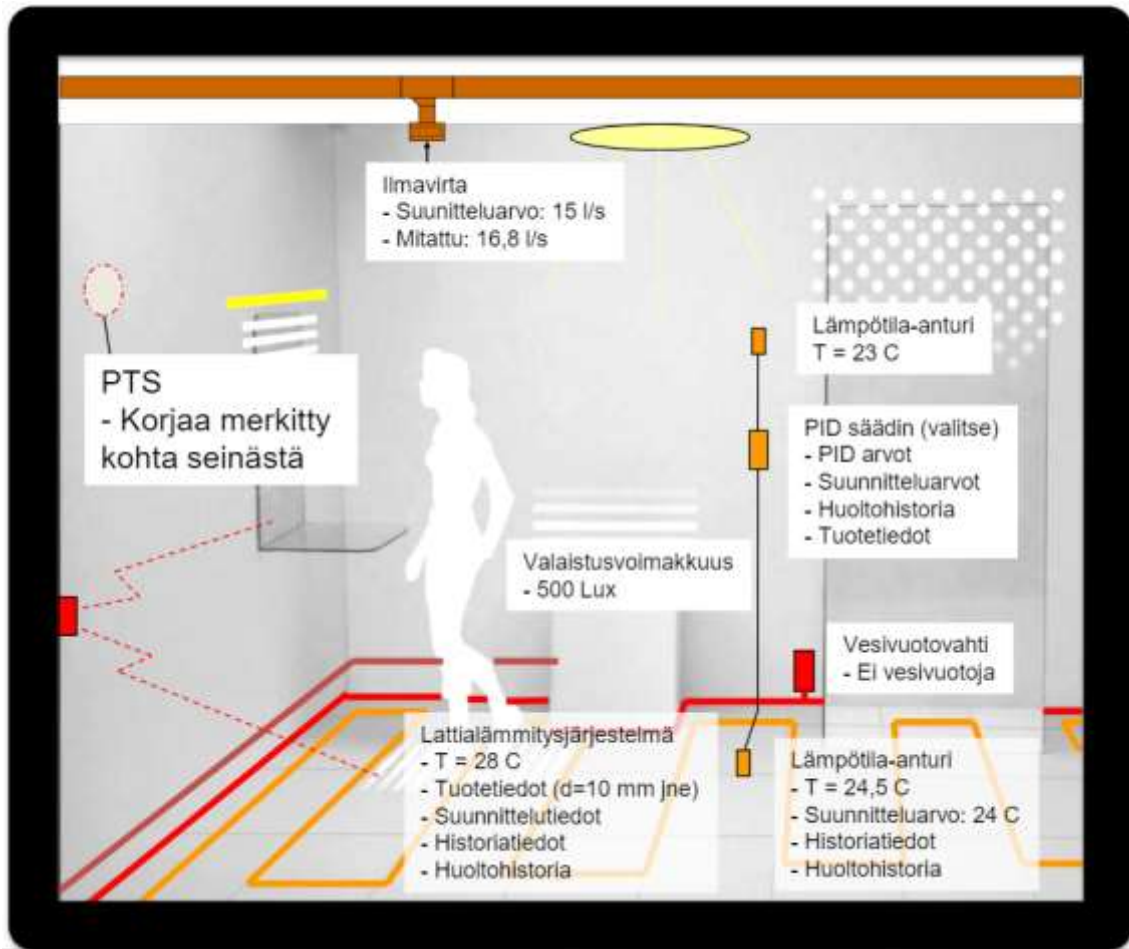 Ilmavirta
- Suunitteluarvo: 15 l/s
- Mitattu: 16,8 l/s
Lämpötila-anturi
T = 23 C
PTS
- Korjaa merkitty
kohta seinästä
PID säädin (valitse)
- PID arvot
- Suunnitteluarvot
- Huoltohistoria
- Tuotetiedot
Valaistusvoimakkuus
- 500 Lux
Vesivuotovahti
- Ei vesivuotoja
Lattialämmitysjärjestelmä
- T = 28 C
- Tuotetiedot (d=10 mm jne)
- Suunnittelutiedot
- Historiatiedot
- Huoltohistoria
Lämpötila-anturi
- T = 24,5 C
- Suunnitteluarvo: 24 C
- Historiatiedot
- Huoltohistoria